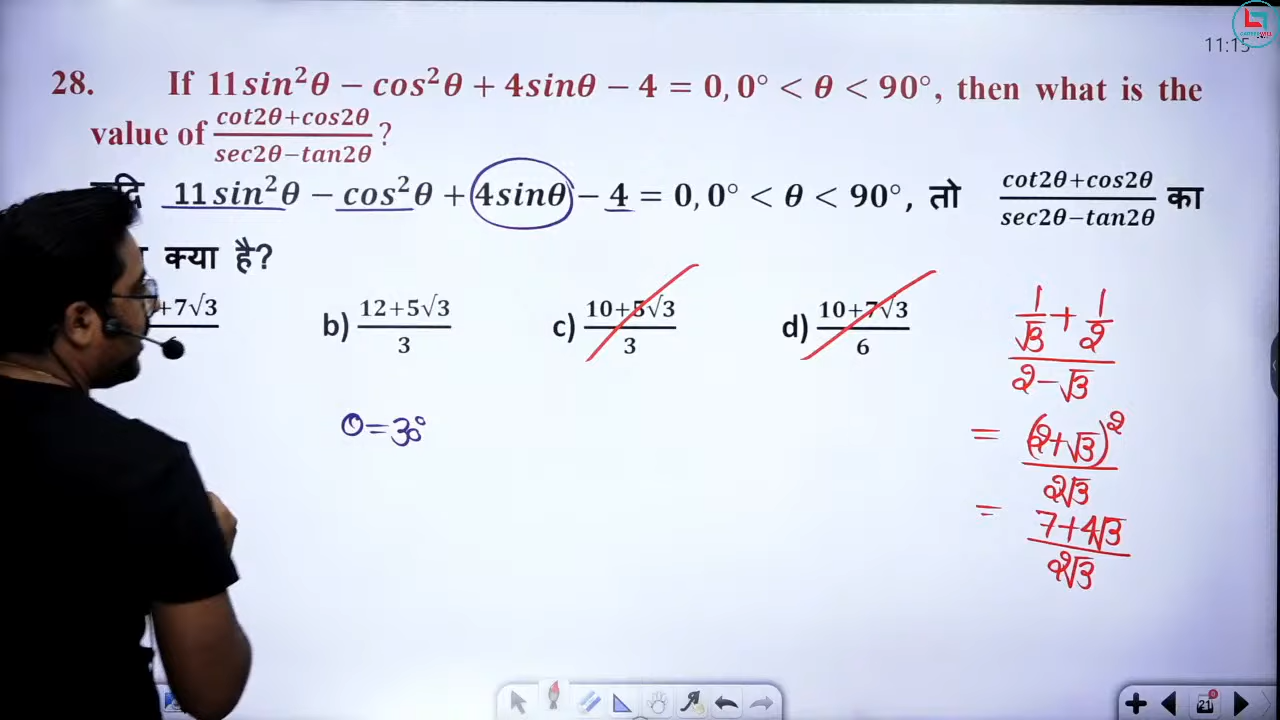 11:15
28. If 11sin²θ − cos²θ + 4sinθ − 4 = 0, 0° < θ < 90°, then what is the
value of (cot2θ+cos2θ)/(sec2θ−tan2θ) ?
11sin²θ − cos²θ + 4sinθ − 4 = 0, 0° < θ < 90°, तो (cot2θ+cos2θ)/(sec2θ−tan2θ) का
क्या है?
+7√3 b) (12+5√3)/3 c) (10+5√3)/3 d) (10+7√3)/6
(1/√3 + 1/2)/(2−√3)
θ=30°
= (2+√3)²/2√3
= (7+4√3)/2√3
21